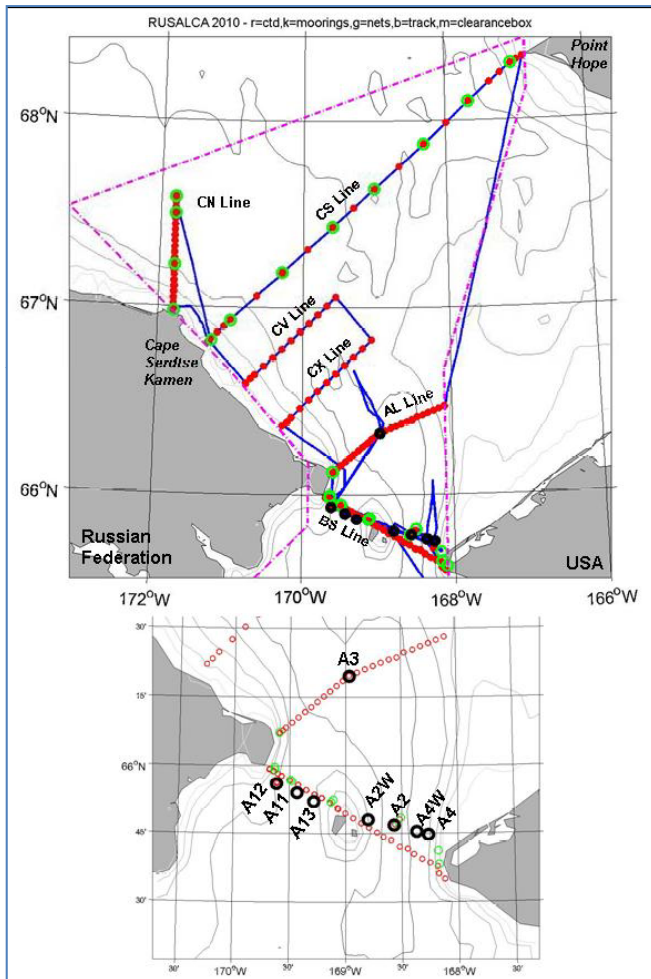 RUSALCA 2010 - r=ctd,k=moorings,g=nets,b=track,m=clearancebox
Point
Hope
68°N
CN Line
CS Line
67°N
CV Line
Cape
Serdtse
Kamen
CX Line
AL Line
66°N
BS Line
Russian
Federation
USA
172°W
170°W
168°W
166°W
30'
A3
15'
66°N
A12
A11
A13
A2W
A2
A4W
A4
45'
30'
30'
170°W
30'
169°W
30'
168°W
30'